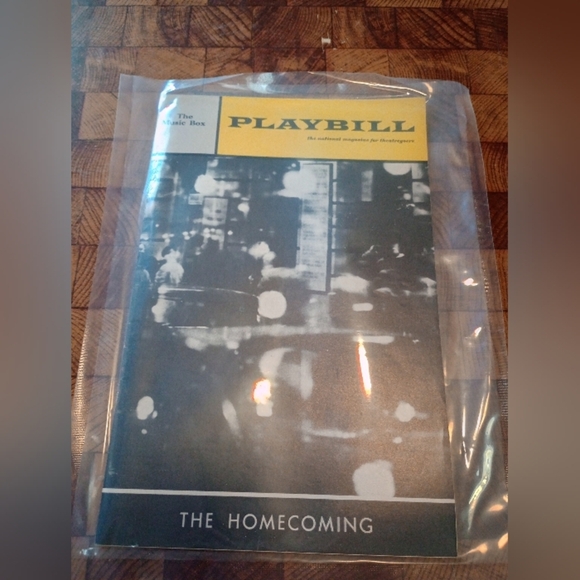 The
Music Box
PLAYBILL
the national magazine for theatregoers
THE HOMECOMING